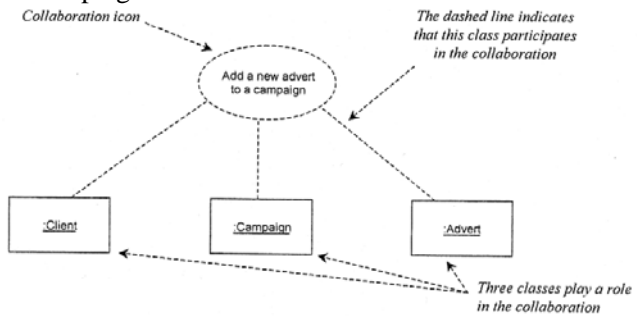 Collaboration icon
The dashed line indicates
that this class participates
in the collaboration
Add a new advert
to a campaign
:Client
:Campaign
:Advert
Three classes play a role
in the collaboration